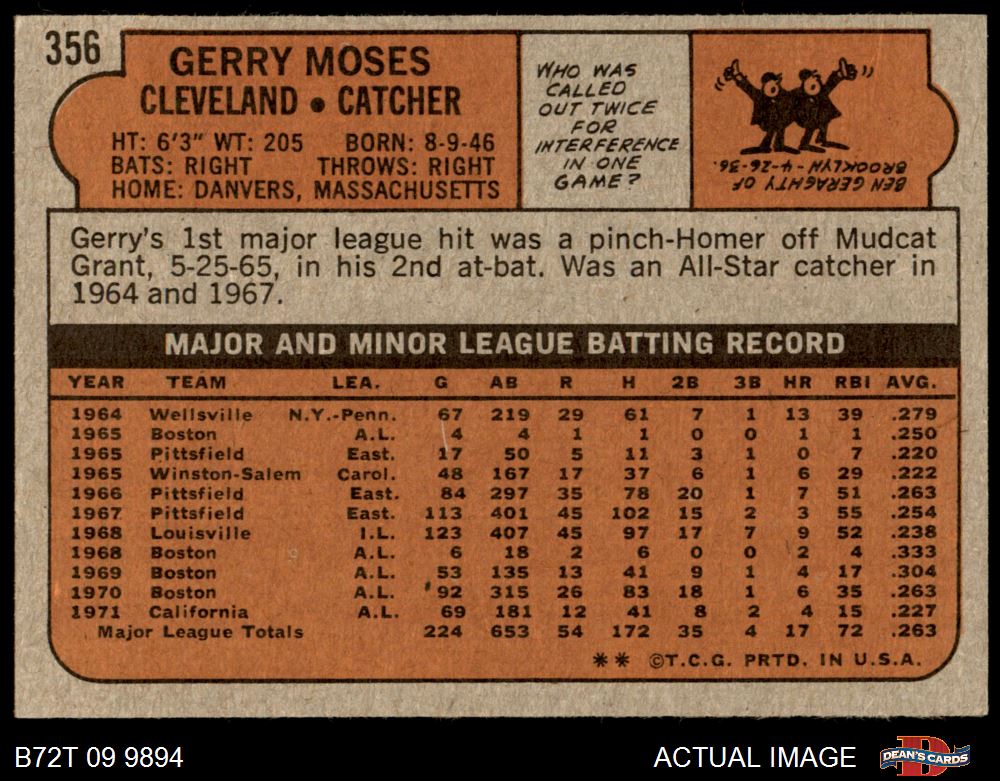 356
GERRY MOSES
CLEVELAND • CATCHER
HT: 6'3" WT: 205 BORN: 8-9-46
BATS: RIGHT THROWS: RIGHT
HOME: DANVERS, MASSACHUSETTS
WHO WAS
CALLED
OUT TWICE
FOR
INTERFERENCE
IN ONE
GAME?
BEN GERAGHTY OF
BROOKLYN - 4-26-36.
Gerry's 1st major league hit was a pinch-Homer off Mudcat
Grant, 5-25-65, in his 2nd at-bat. Was an All-Star catcher in
1964 and 1967.
MAJOR AND MINOR LEAGUE BATTING RECORD
YEAR TEAM LEA. G AB R H 2B 3B HR RBI AVG.
1964 Wellsville N.Y.-Penn. 67 219 29 61 7 1 13 39 .279
1965 Boston A.L. 4 4 1 1 0 0 1 1 .250
1965 Pittsfield East. 17 50 5 11 3 1 0 7 .220
1965 Winston-Salem Carol. 48 167 17 37 6 1 6 29 .222
1966 Pittsfield East. 84 297 35 78 20 1 7 51 .263
1967 Pittsfield East. 113 401 45 102 15 2 3 55 .254
1968 Louisville I.L. 123 407 45 97 17 7 9 52 .238
1968 Boston A.L. 6 18 2 6 0 0 2 4 .333
1969 Boston A.L. 53 135 13 41 9 1 4 17 .304
1970 Boston A.L. 92 315 26 83 18 1 6 35 .263
1971 California A.L. 69 181 12 41 8 2 4 15 .227
Major League Totals 224 653 54 172 35 4 17 72 .263
** ©T.C.G. PRTD. IN U.S.A.
B72T 09 9894
ACTUAL IMAGE
DEAN'S CARDS